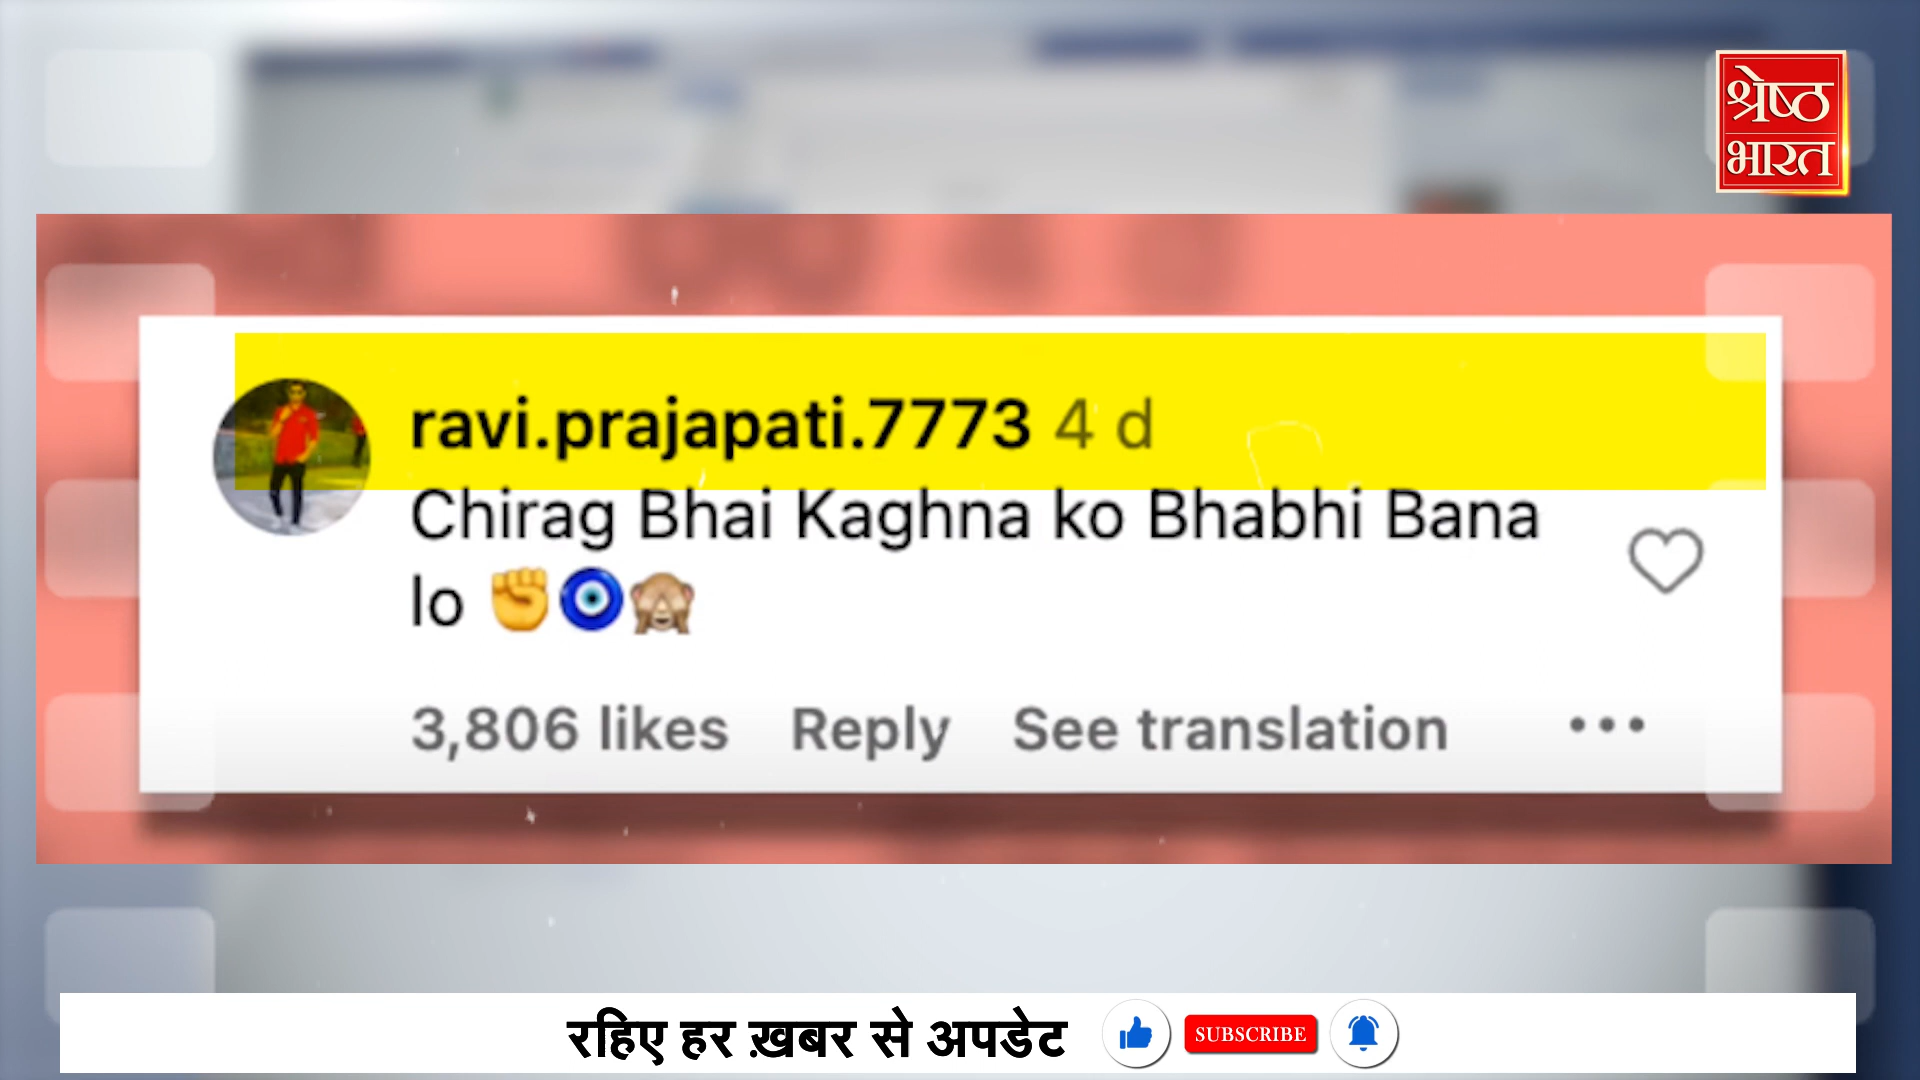 श्रेष्ठ
भारत
ravi.prajapati.7773 4 d
Chirag Bhai Kaghna ko Bhabhi Bana
lo ✊🧿🙈
3,806 likes Reply See translation
रहिए हर ख़बर से अपडेट SUBSCRIBE